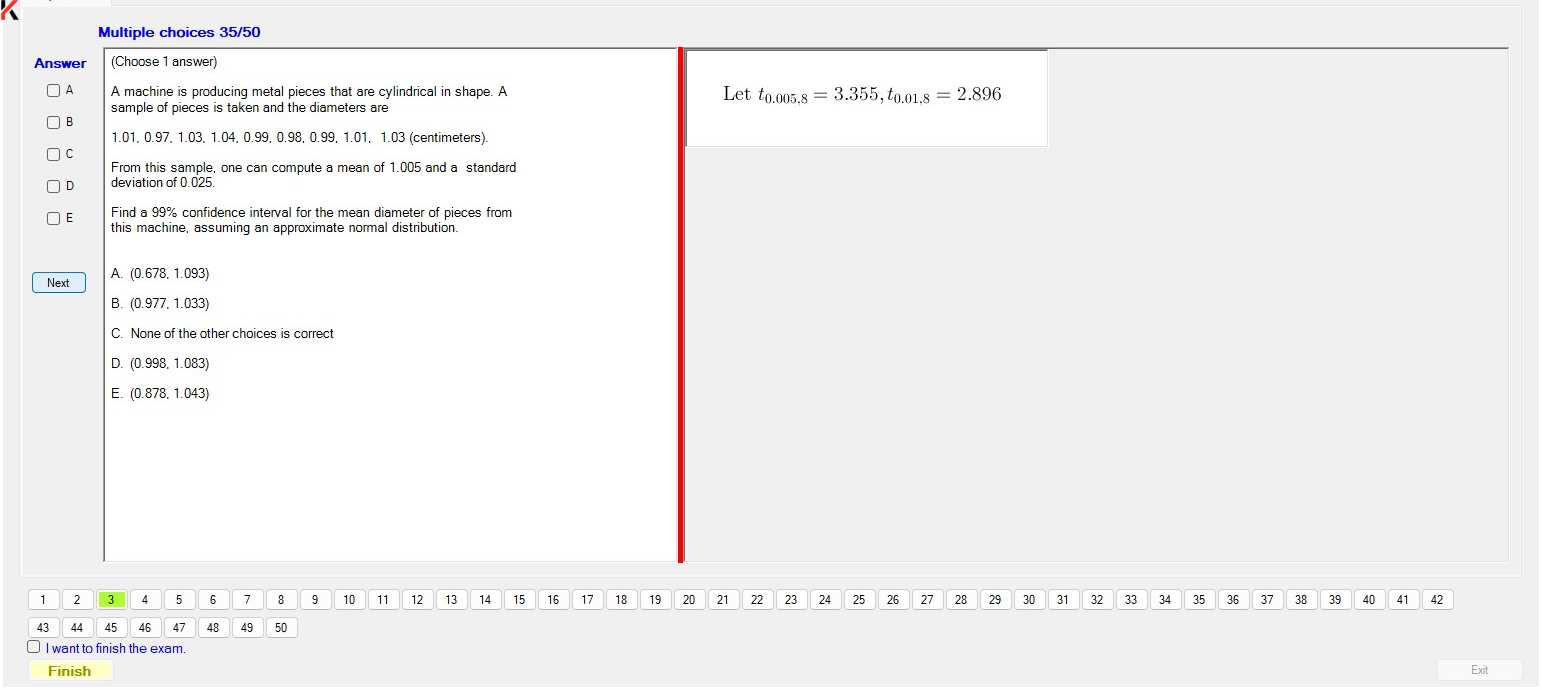 Multiple choices 35/50
Answer
A
B
C
D
E
Next
(Choose 1 answer)
A machine is producing metal pieces that are cylindrical in shape. A
sample of pieces is taken and the diameters are
1.01, 0.97, 1.03, 1.04, 0.99, 0.98, 0.99, 1.01, 1.03 (centimeters).
From this sample, one can compute a mean of 1.005 and a standard
deviation of 0.025.
Find a 99% confidence interval for the mean diameter of pieces from
this machine, assuming an approximate normal distribution.
A. (0.678, 1.093)
B. (0.977, 1.033)
C. None of the other choices is correct
D. (0.998, 1.083)
E. (0.878, 1.043)
Let t0.005,8 = 3.355, t0.01,8 = 2.896
1 2 3 4 5 6 7 8 9 10 11 12 13 14 15 16 17 18 19 20 21 22 23 24 25 26 27 28 29 30 31 32 33 34 35 36 37 38 39 40 41 42
43 44 45 46 47 48 49 50
I want to finish the exam.
Finish
Exit